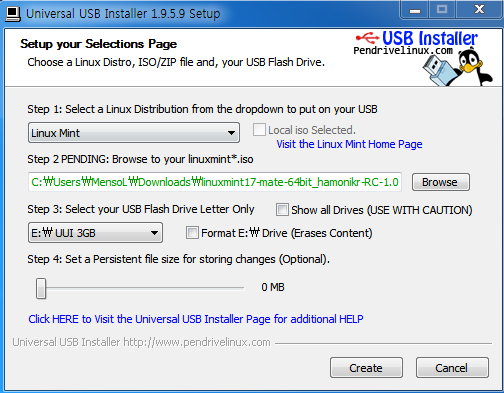 Universal USB Installer 1.9.5.9 Setup
Setup your Selections Page
Choose a Linux Distro, ISO/ZIP file and, your USB Flash Drive.
USB Installer
Pendrivelinux.com
Step 1: Select a Linux Distribution from the dropdown to put on your USB
Linux Mint
Local iso Selected.
Visit the Linux Mint Home Page
Step 2 PENDING: Browse to your linuxmint*.iso
C:₩Users₩MensoL₩Downloads₩linuxmint17-mate-64bit_hamonikr-RC-1.0
Browse
Step 3: Select your USB Flash Drive Letter Only
Show all Drives (USE WITH CAUTION)
E:₩ UUI 3GB
Format E:₩ Drive (Erases Content)
Step 4: Set a Persistent file size for storing changes (Optional).
0 MB
Click HERE to Visit the Universal USB Installer Page for additional HELP
Universal USB Installer http://www.pendrivelinux.com
Create
Cancel